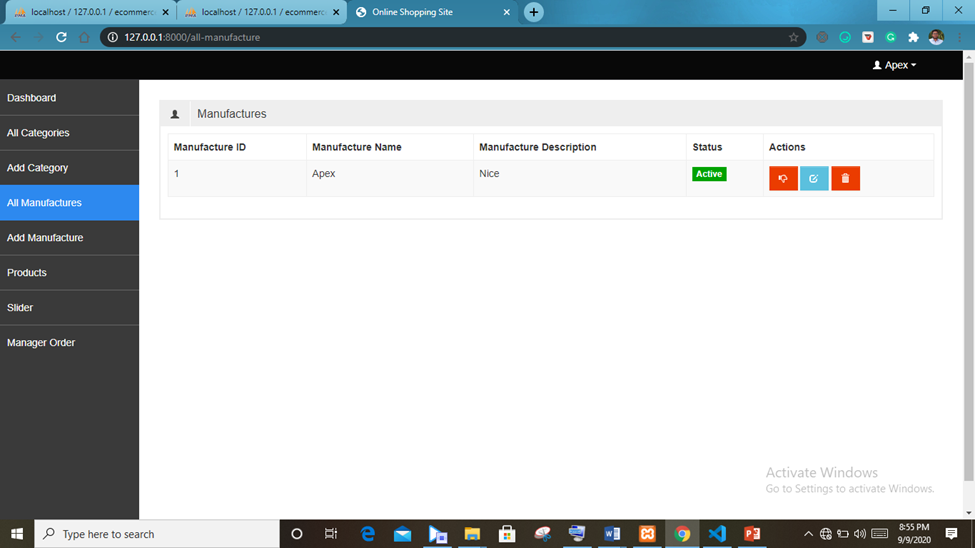 localhost / 127.0.0.1 / ecommerc
localhost / 127.0.0.1 / ecommerc
Online Shopping Site
127.0.0.1:8000/all-manufacture
Apex
Dashboard
All Categories
Add Category
All Manufactures
Add Manufacture
Products
Slider
Manager Order
Manufactures
Manufacture ID Manufacture Name Manufacture Description Status Actions
1 Apex Nice Active
Activate Windows
Go to Settings to activate Windows.
Type here to search
8:55 PM
9/9/2020